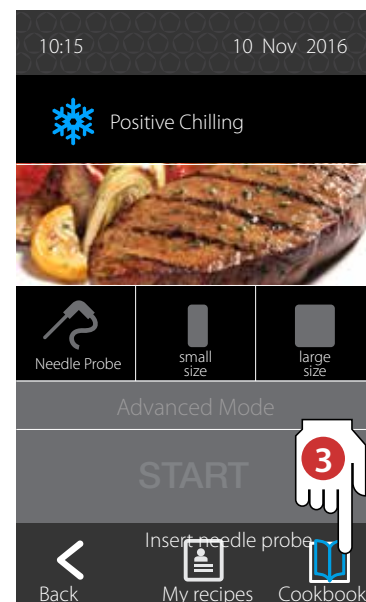 10:15 10 Nov 2016
Positive Chilling
Needle Probe
small
size
large
size
Advanced Mode
START
3
Insert needle probe
Back
My recipes
Cookbook